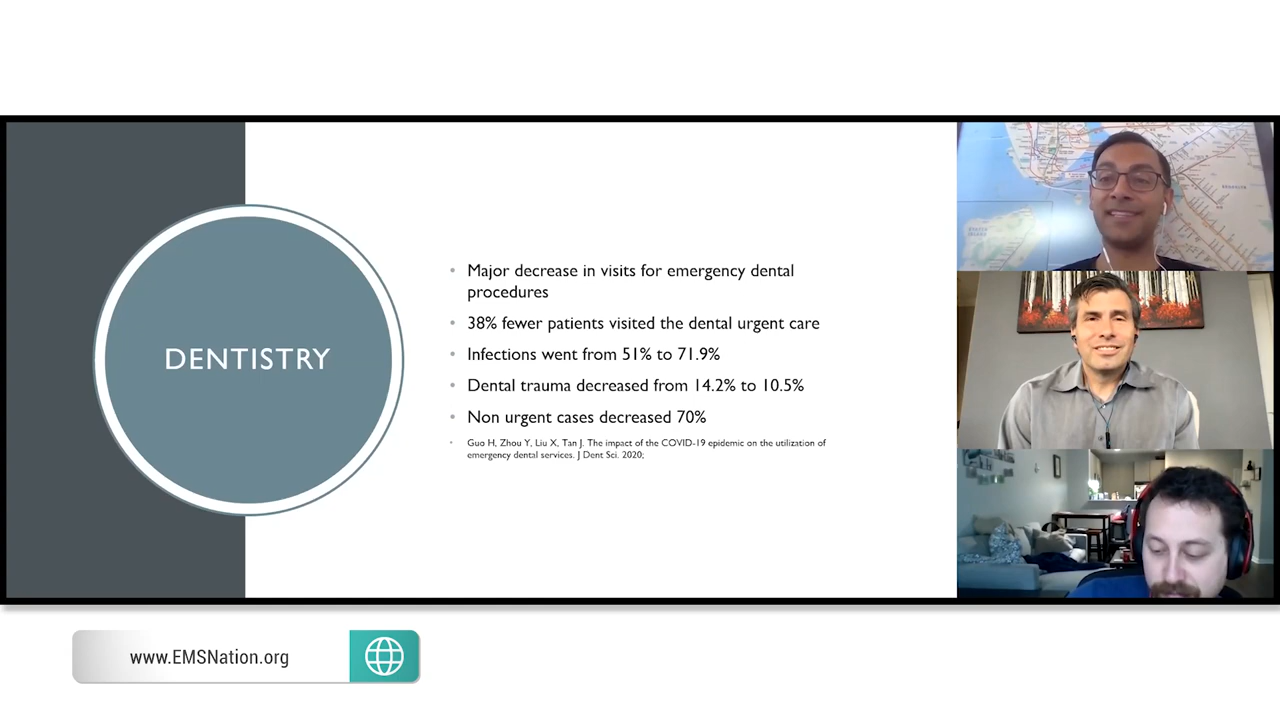 DENTISTRY
• Major decrease in visits for emergency dental
procedures
• 38% fewer patients visited the dental urgent care
• Infections went from 51% to 71.9%
• Dental trauma decreased from 14.2% to 10.5%
• Non urgent cases decreased 70%
• Guo H, Zhou Y, Liu X, Tan J. The impact of the COVID-19 epidemic on the utilization of
emergency dental services. J Dent Sci. 2020;
www.EMSNation.org